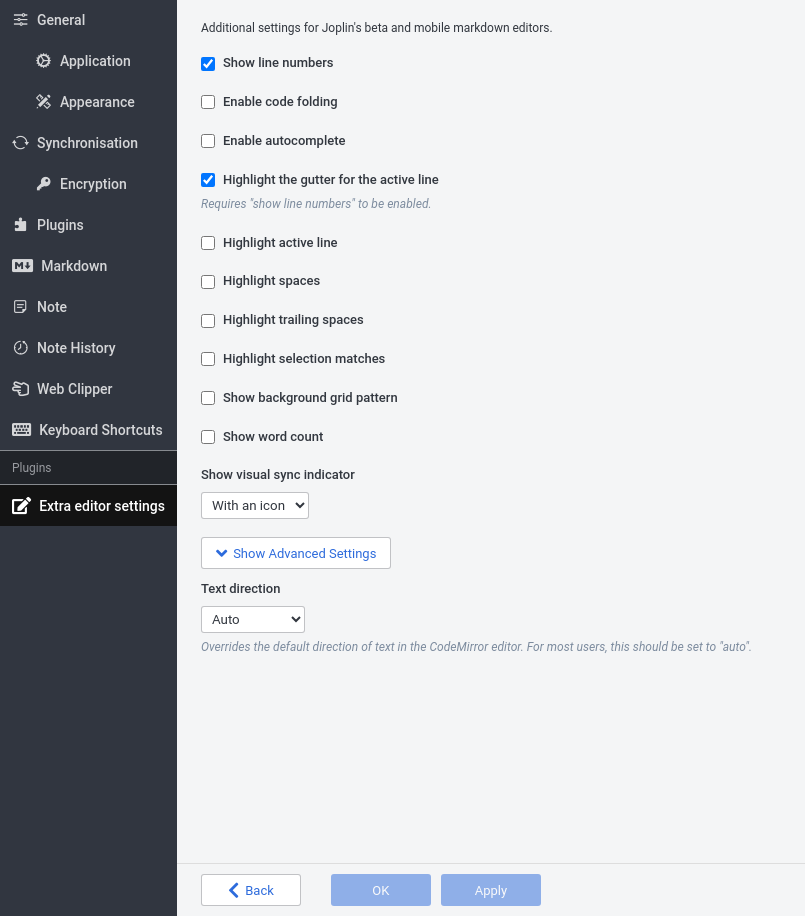 General
Application
Appearance
Synchronisation
Encryption
Plugins
Markdown
Note
Note History
Web Clipper
Keyboard Shortcuts
Plugins
Extra editor settings
Additional settings for Joplin's beta and mobile markdown editors.
Show line numbers
Enable code folding
Enable autocomplete
Highlight the gutter for the active line
Requires "show line numbers" to be enabled.
Highlight active line
Highlight spaces
Highlight trailing spaces
Highlight selection matches
Show background grid pattern
Show word count
Show visual sync indicator
With an icon
Show Advanced Settings
Text direction
Auto
Overrides the default direction of text in the CodeMirror editor. For most users, this should be set to "auto".
Back
OK
Apply